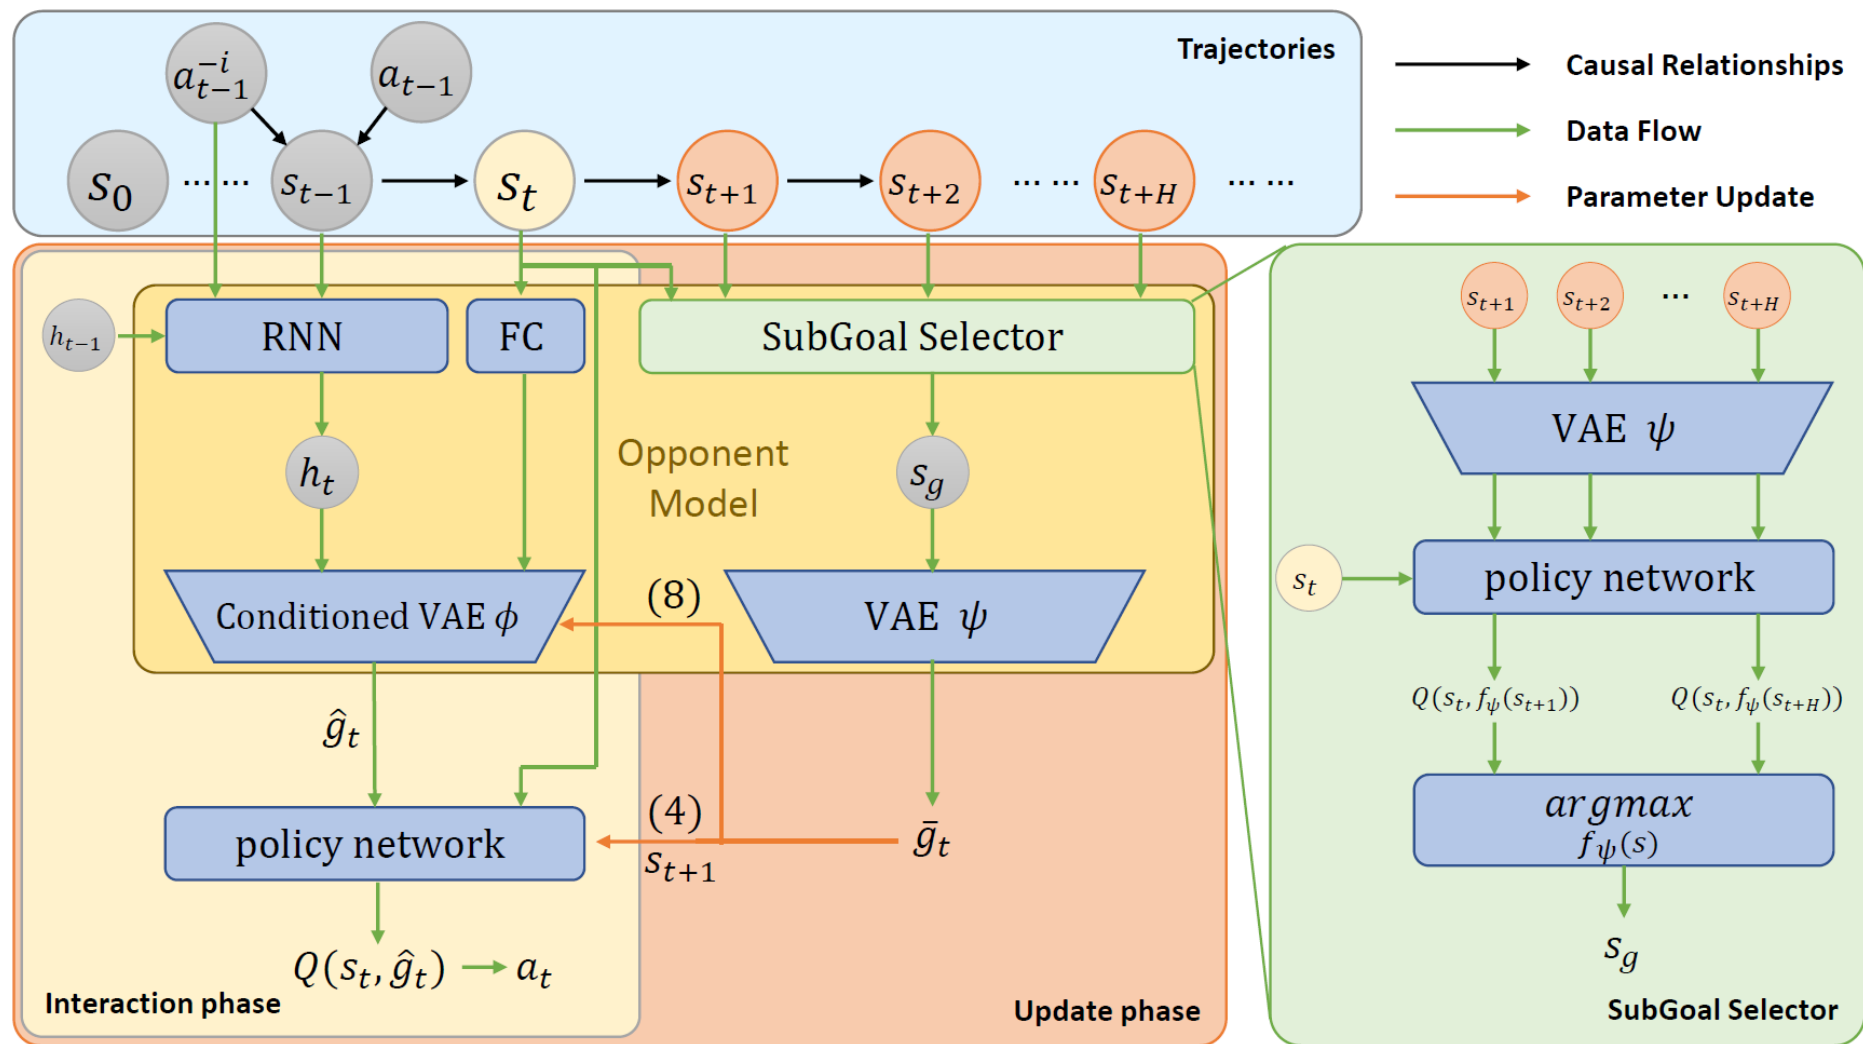 Trajectories
a_{t-1}^{-i}
a_{t-1}
s_0
... ...
s_{t-1}
s_t
s_{t+1}
s_{t+2}
... ...
s_{t+H}
... ...
Causal Relationships
Data Flow
Parameter Update
h_{t-1}
RNN
FC
SubGoal Selector
h_t
Opponent
Model
s_g
Conditioned VAE ϕ
(8)
VAE ψ
ĝ_t
policy network
(4)
s_{t+1}
ḡ_t
Q(s_t, ĝ_t)
a_t
Interaction phase
Update phase
s_{t+1}
s_{t+2}
...
s_{t+H}
VAE ψ
s_t
policy network
Q(s_t, f_ψ(s_{t+1}))
Q(s_t, f_ψ(s_{t+H}))
argmax
f_ψ(s)
s_g
SubGoal Selector